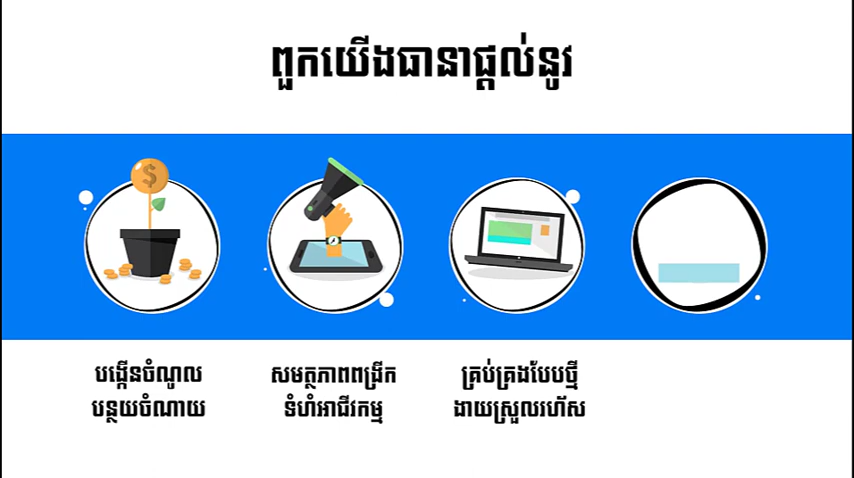 ពួកយើងធានាផ្តល់នូវ
បង្កើនចំណូល
បន្ថយចំណាយ
សមត្ថភាពពង្រីក
ទំហំអាជីវកម្ម
គ្រប់គ្រងបែបថ្មី
ងាយស្រួលរហ័ស